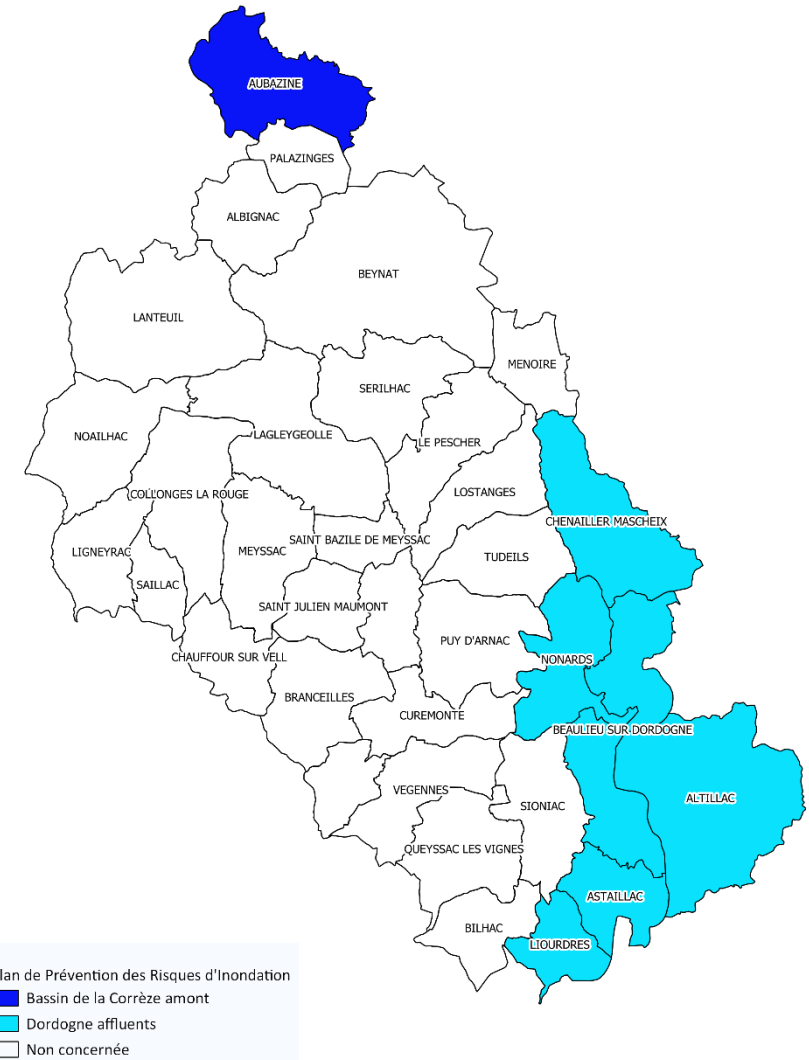 AUBAZINE
PALAZINGES
ALBIGNAC
BEYNAT
LANTEUIL
MENOIRE
SERILHAC
NOAILHAC
LAGLEYGEOLLE
LE PESCHER
COLLONGES LA ROUGE
LOSTANGES
CHENAILLER MASCHEIX
SAINT BAZILE DE MEYSSAC
LIGNEYRAC
MEYSSAC
TUDEILS
SAILLAC
SAINT JULIEN MAUMONT
PUY D'ARNAC
CHAUFFOUR SUR VELL
NONARDS
BRANCEILLES
CUREMONTE
BEAULIEU SUR DORDOGNE
VEGENNES
ALTILLAC
SIONIAC
QUEYSSAC LES VIGNES
ASTAILLAC
BILHAC
LIOURDRES
lan de Prévention des Risques d'Inondation
Bassin de la Corrèze amont
Dordogne affluents
Non concernée